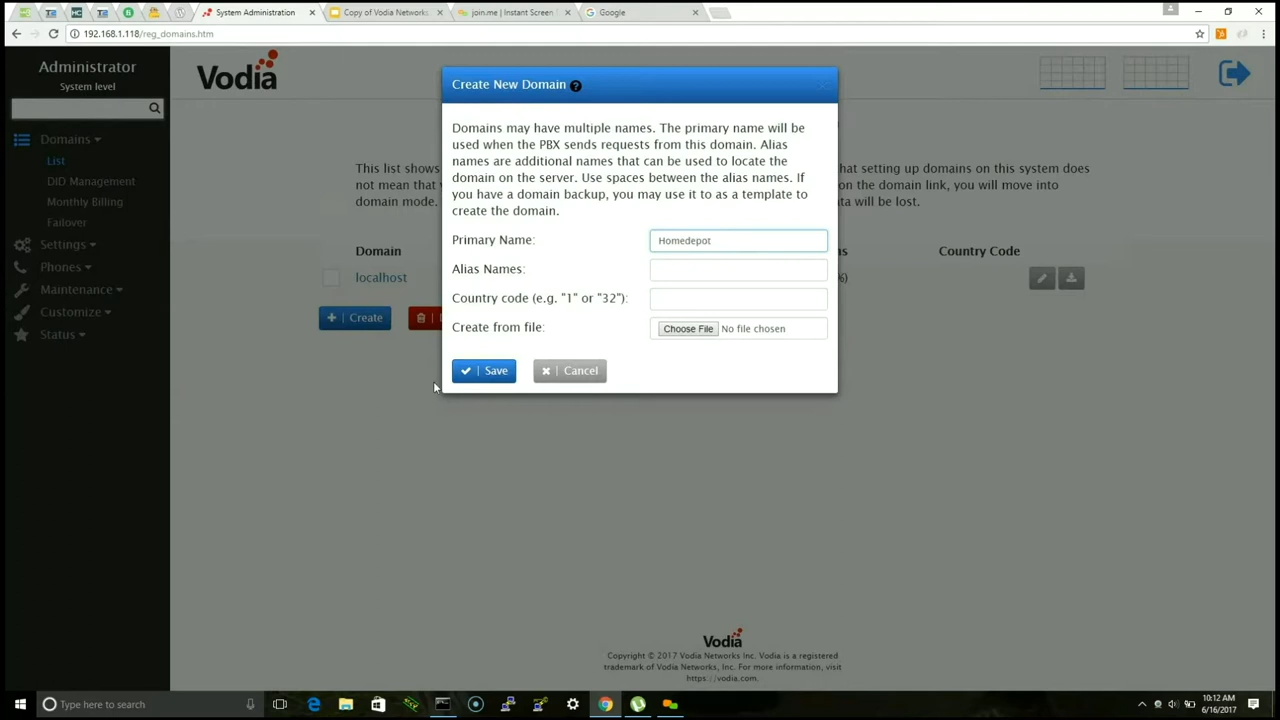 System Administration
Copy of Vodia Networks
join.me | Instant Screen
Google
192.168.1.118/reg_domains.htm
Administrator
System level
Domains
List
DID Management
Monthly Billing
Failover
Settings
Phones
Maintenance
Customize
Status
Vodia
This list shows
that setting up domains on this system does
not mean that
on the domain link, you will move into
domain mode.
will be lost.
Domain
Country Code
localhost
Create
Create New Domain ?
Domains may have multiple names. The primary name will be
used when the PBX sends requests from this domain. Alias
names are additional names that can be used to locate the
domain on the server. Use spaces between the alias names. If
you have a domain backup, you may use it to as a template to
create the domain.
Primary Name: Homedepot
Alias Names:
Country code (e.g. "1" or "32"):
Create from file: Choose File No file chosen
Save Cancel
Vodia
Copyright © 2017 Vodia Networks Inc. Vodia is a registered
trademark of Vodia Networks, Inc. For more information, visit
https://vodia.com.
Type here to search
10:12 AM
6/16/2017